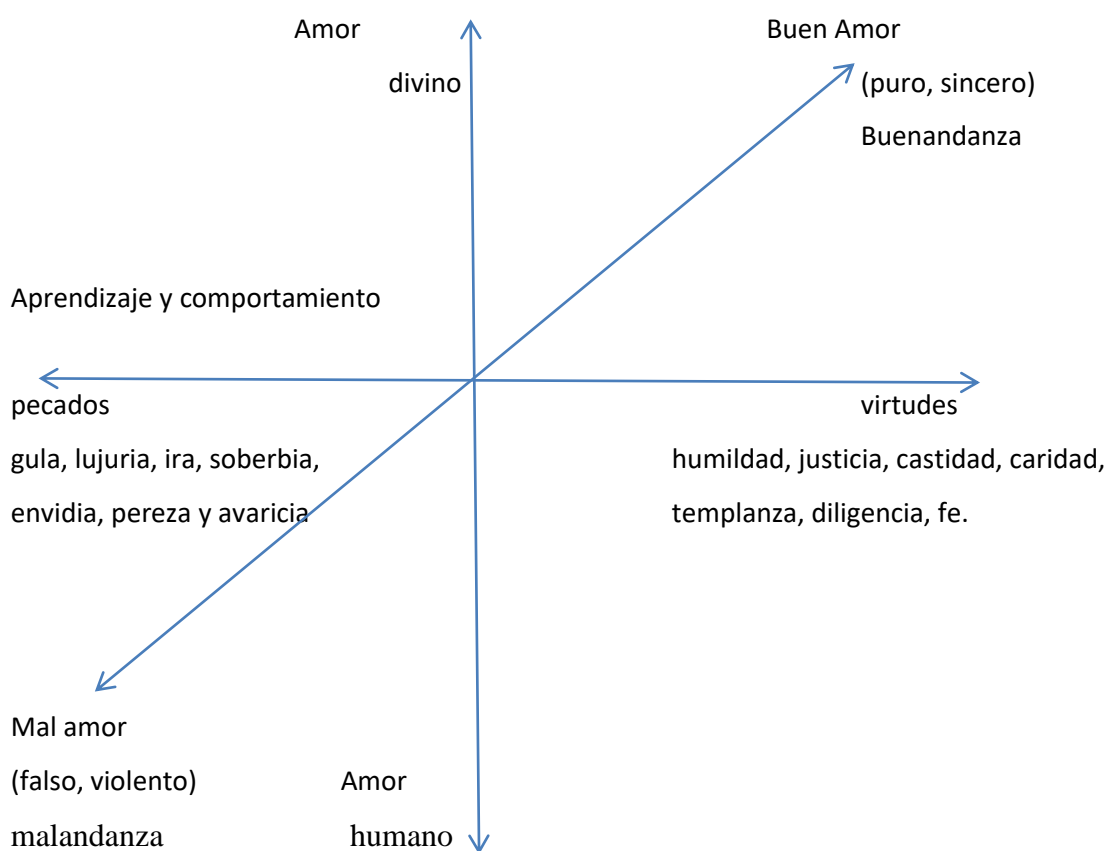 Amor Buen Amor
divino (puro, sincero)
Buenandanza
Aprendizaje y comportamiento
pecados virtudes
gula, lujuria, ira, soberbia, humildad, justicia, castidad, caridad,
envidia, pereza y avaricia templanza, diligencia, fe.
Mal amor
(falso, violento) Amor
malandanza humano